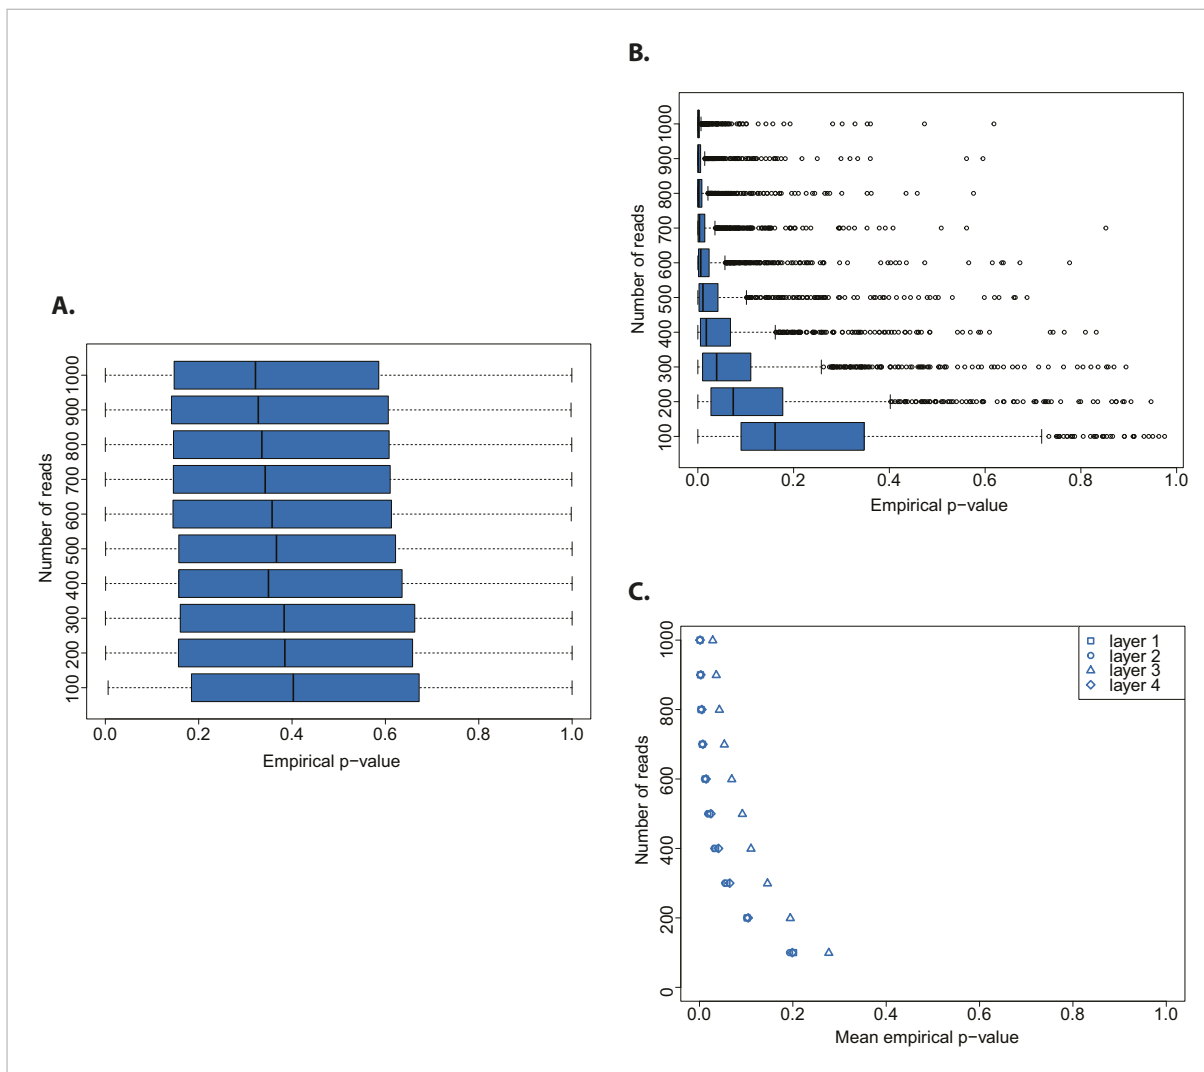 A.
Number of reads
1000
900
800
700
600
500
400
300
200
100
0.0 0.2 0.4 0.6 0.8 1.0
Empirical p−value
B.
Number of reads
1000
900
800
700
600
500
400
300
200
100
0.0 0.2 0.4 0.6 0.8 1.0
Empirical p−value
C.
Number of reads
1000
800
600
400
200
0
layer 1
layer 2
layer 3
layer 4
0.0 0.2 0.4 0.6 0.8 1.0
Mean empirical p−value